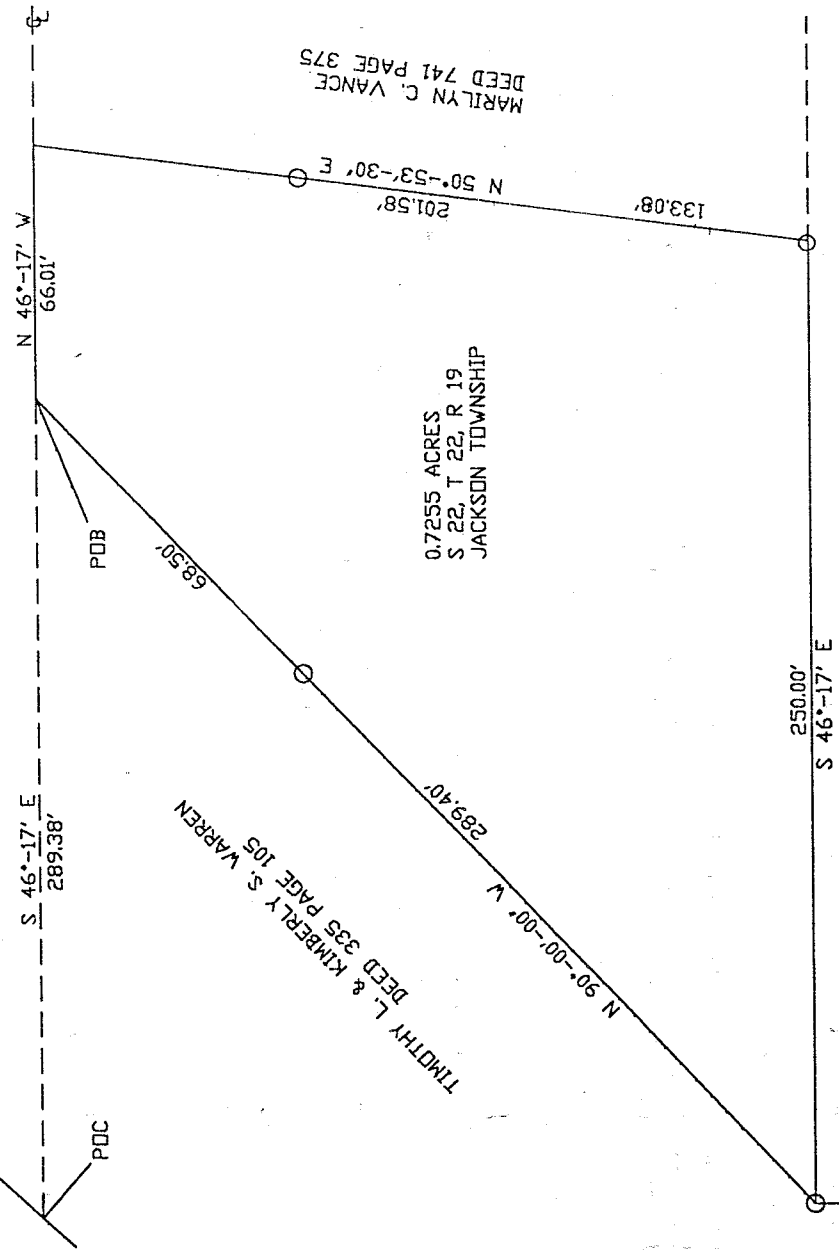 ℄
MARILYN C. VANCE
DEED 741 PAGE 375
N 46°-17' W
66.01'
N 50°-53'-30" E
201.58'
133.08'
POB
68.50'
S 46°-17' E
289.38'
0.7255 ACRES
S 22, T 22, R 19
JACKSON TOWNSHIP
TIMOTHY L. & KIMBERLY S. WARREN
DEED 335 PAGE 105
289.40'
N 90°-00'-00" W
POC
250.00'
S 46°-17' E